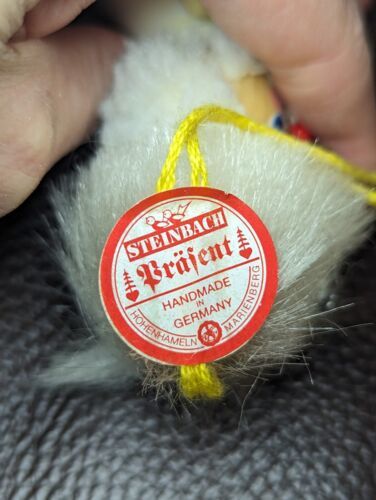 STEINBACH
Präſent
HANDMADE
IN
GERMANY
HOHENHAMELN MARIENBERG